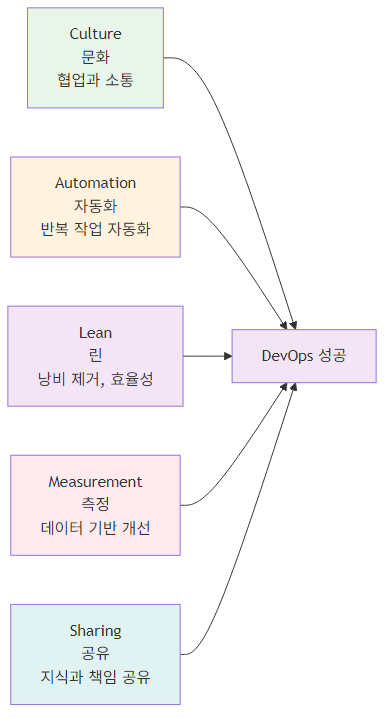 Culture
문화
협업과 소통
Automation
자동화
반복 작업 자동화
Lean
린
낭비 제거, 효율성
DevOps 성공
Measurement
측정
데이터 기반 개선
Sharing
공유
지식과 책임 공유